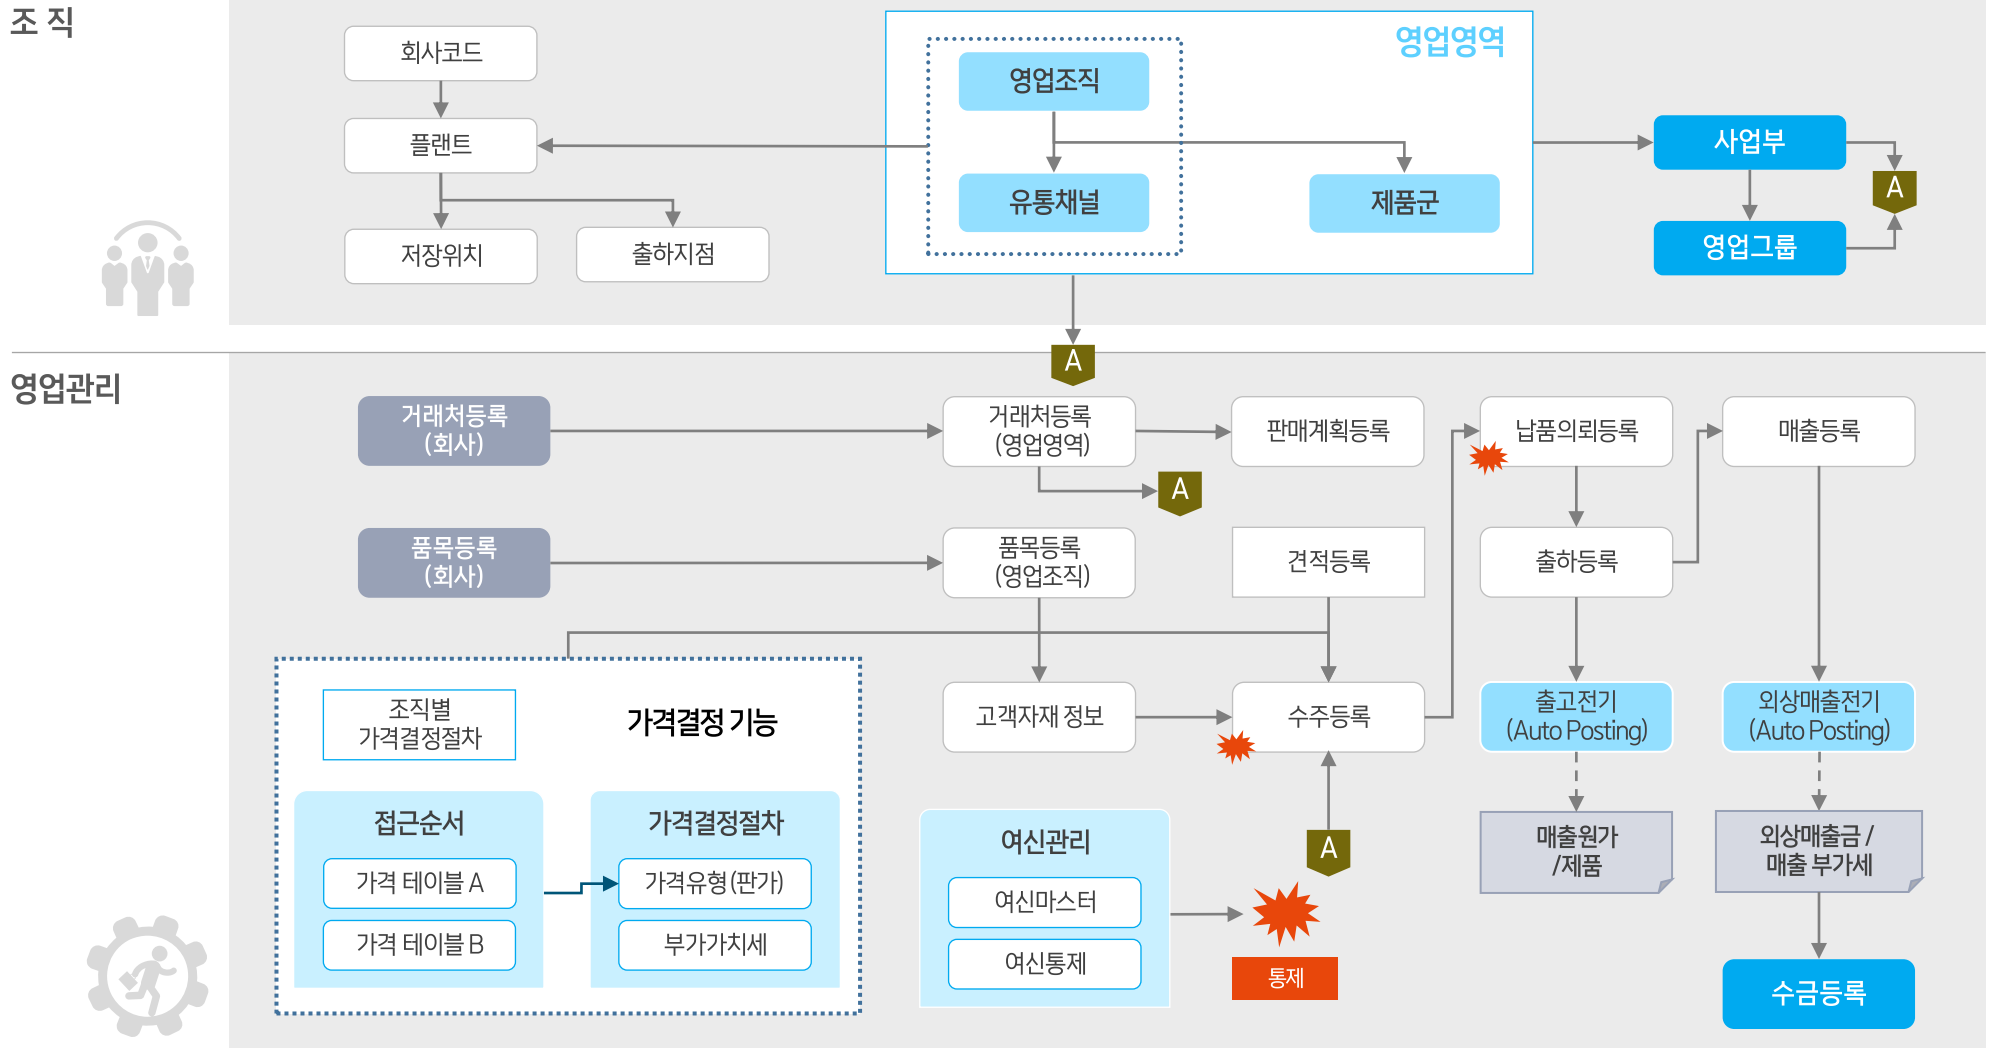 조 직
회사코드
플랜트
저장위치
출하지점
영업영역
영업조직
유통채널
제품군
사업부
영업그룹
A
A
영업관리
거래처등록
(회사)
거래처등록
(영업영역)
판매계획등록
납품의뢰등록
매출등록
A
품목등록
(회사)
품목등록
(영업조직)
견적등록
출하등록
조직별
가격결정절차
가격결정 기능
고객자재 정보
수주등록
출고전기
(Auto Posting)
외상매출전기
(Auto Posting)
접근순서
가격 테이블 A
가격 테이블 B
가격결정절차
가격유형(판가)
부가가치세
여신관리
여신마스터
여신통제
A
통제
매출원가
/제품
외상매출금 /
매출 부가세
수금등록